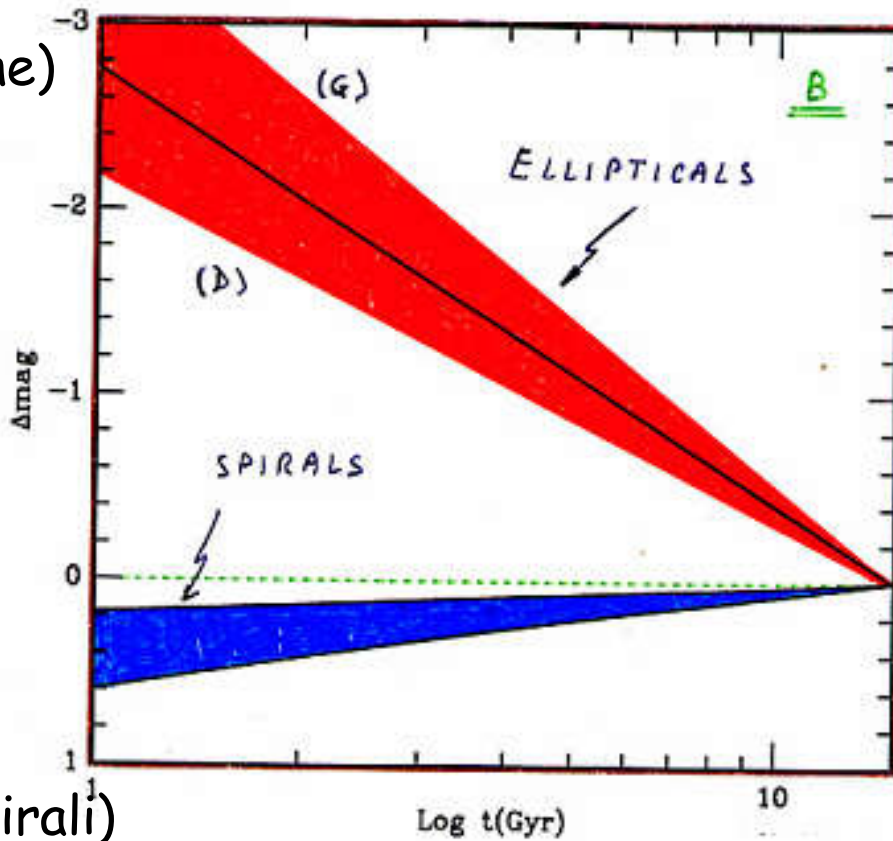 -3
ne)
(G)
B
ELLIPTICALS
-2
(D)
Δmag
-1
SPIRALS
0
1
1
10
irali)
Log t(Gyr)